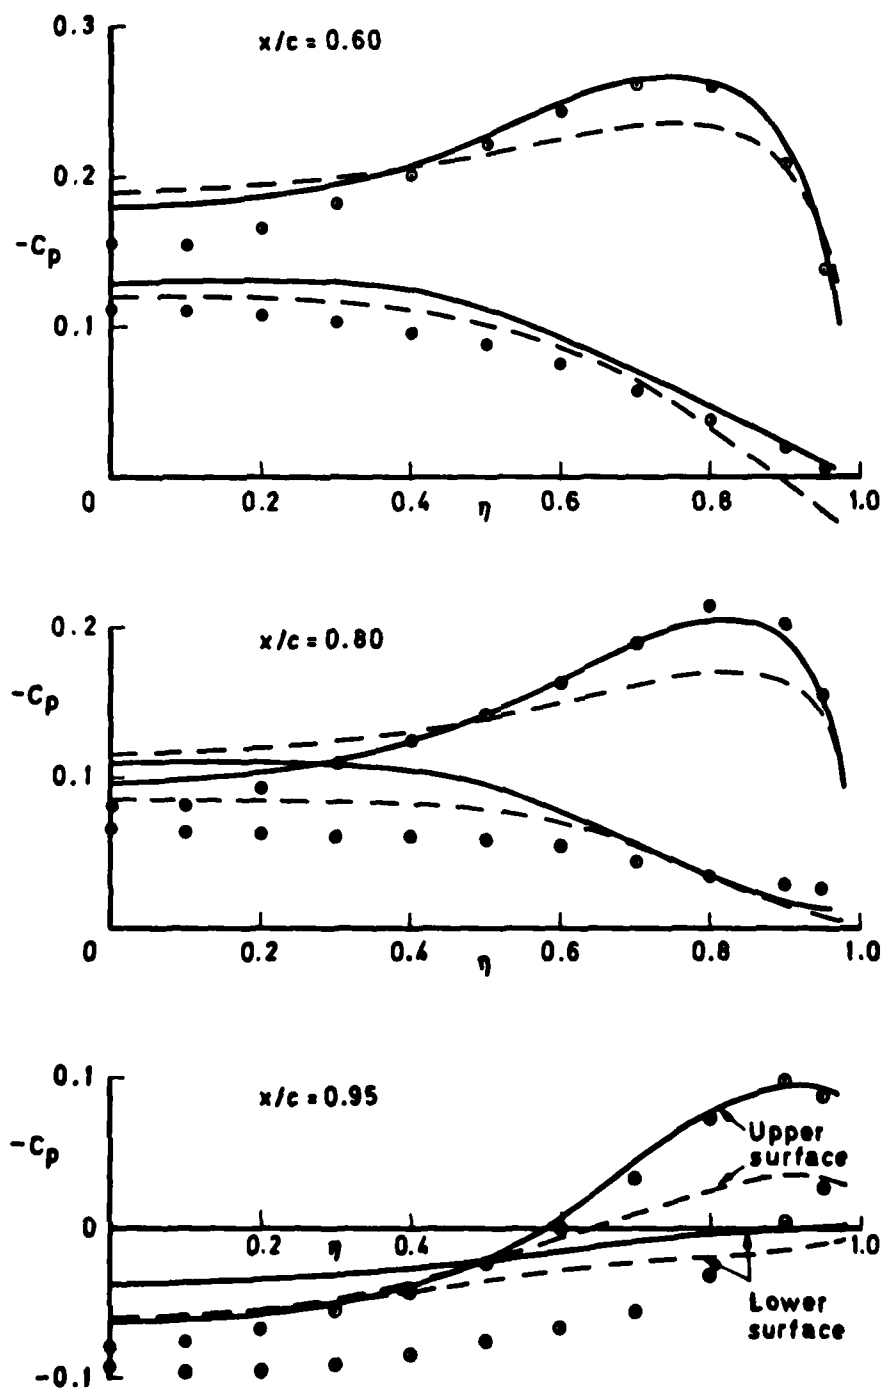 0.3
x/c = 0.60
0.2
-Cp
0.1
0 0.2 0.4 η 0.6 0.8 1.0
0.2
x/c = 0.80
-Cp
0.1
0 0.2 0.4 η 0.6 0.8 1.0
0.1
x/c = 0.95
-Cp
Upper
surface
0
0.2 η 0.4 1.0
Lower
surface
-0.1